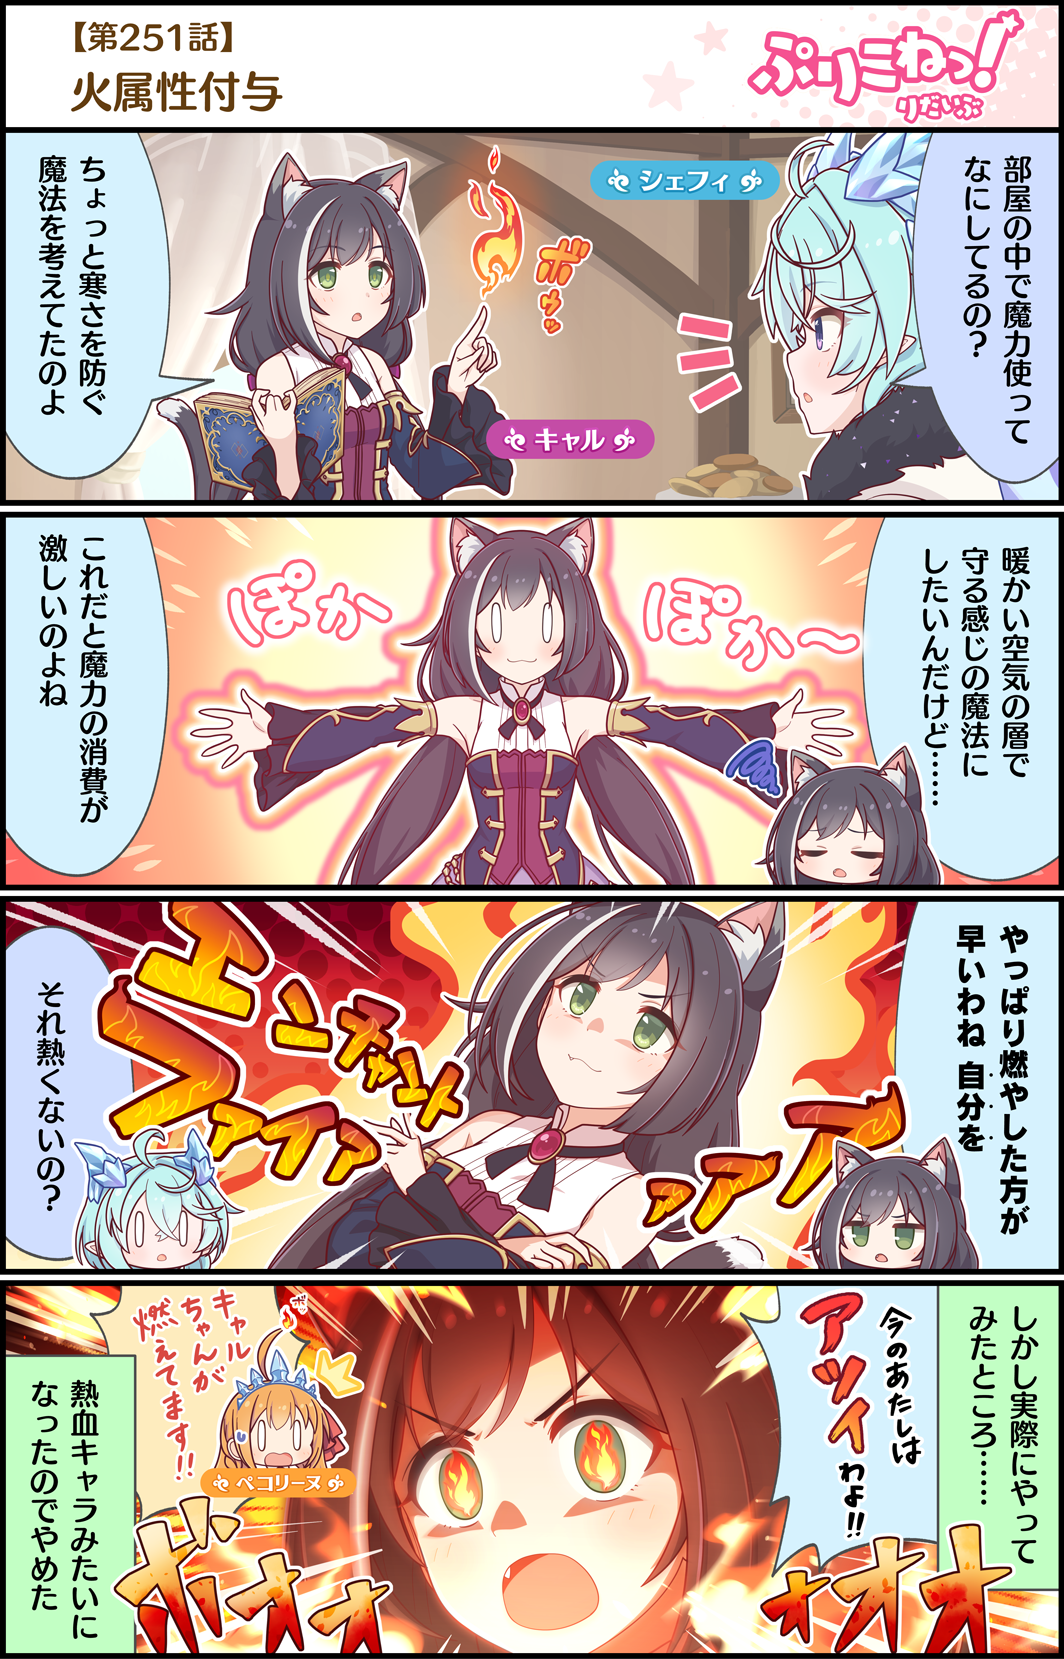 【第251話】
火属性付与
ぷりこねっ!
りだいぶ
部屋の中で魔力使って
なにしてるの?
シェフィ
ボゥッ
キャル
ちょっと寒さを防ぐ
魔法を考えてたのよ
暖かい空気の層で
守る感じの魔法に
したいんだけど……
ぽか
ぽか～
これだと魔力の消費が
激しいのよね
やっぱり燃やした方が
早いわね 自分を
エンチャント
ファイァァ
ァアア
それ熱くないの?
しかし実際にやって
みたところ……
今のあたしは
アツイわよ!!
ボッ
キャル
ちゃんが
燃えてます!!
ペコリーヌ
ボオォォ
ォオオ
熱血キャラみたいに
なったのでやめた